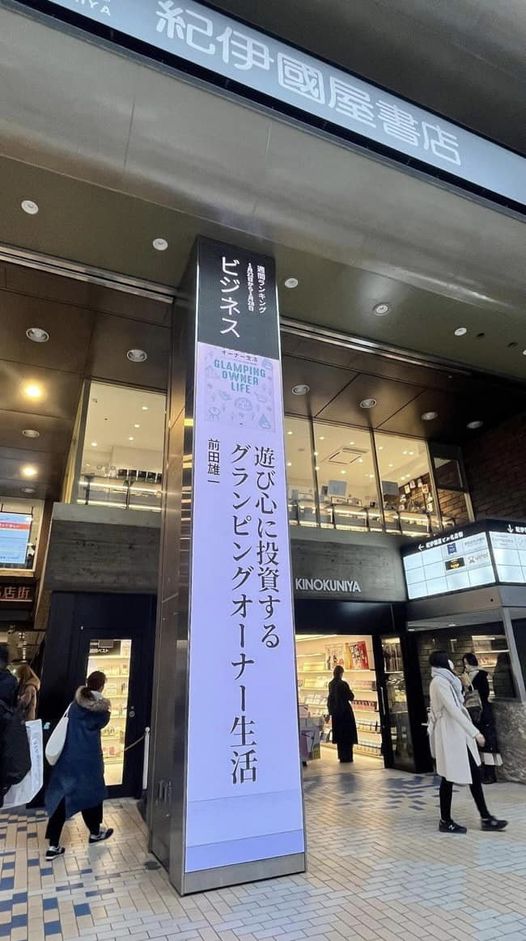 紀伊國屋書店
週間ランキング
ビジネス
オーナー生活
GLAMPING
OWNER
LIFE
遊び心に投資する
グランピングオーナー生活
前田雄一
KINOKUNIYA